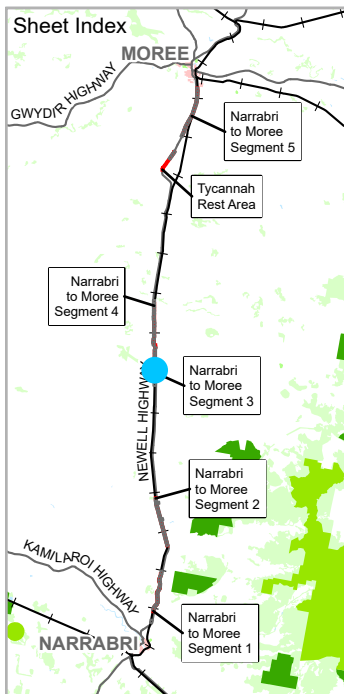 Sheet Index
MOREE
GWYDIR HIGHWAY
Narrabri
to Moree
Segment 5
Tycannah
Rest Area
Narrabri
to Moree
Segment 4
Narrabri
to Moree
Segment 3
NEWELL HIGHWAY
Narrabri
to Moree
Segment 2
KAMILAROI HIGHWAY
Narrabri
to Moree
Segment 1
NARRABRI